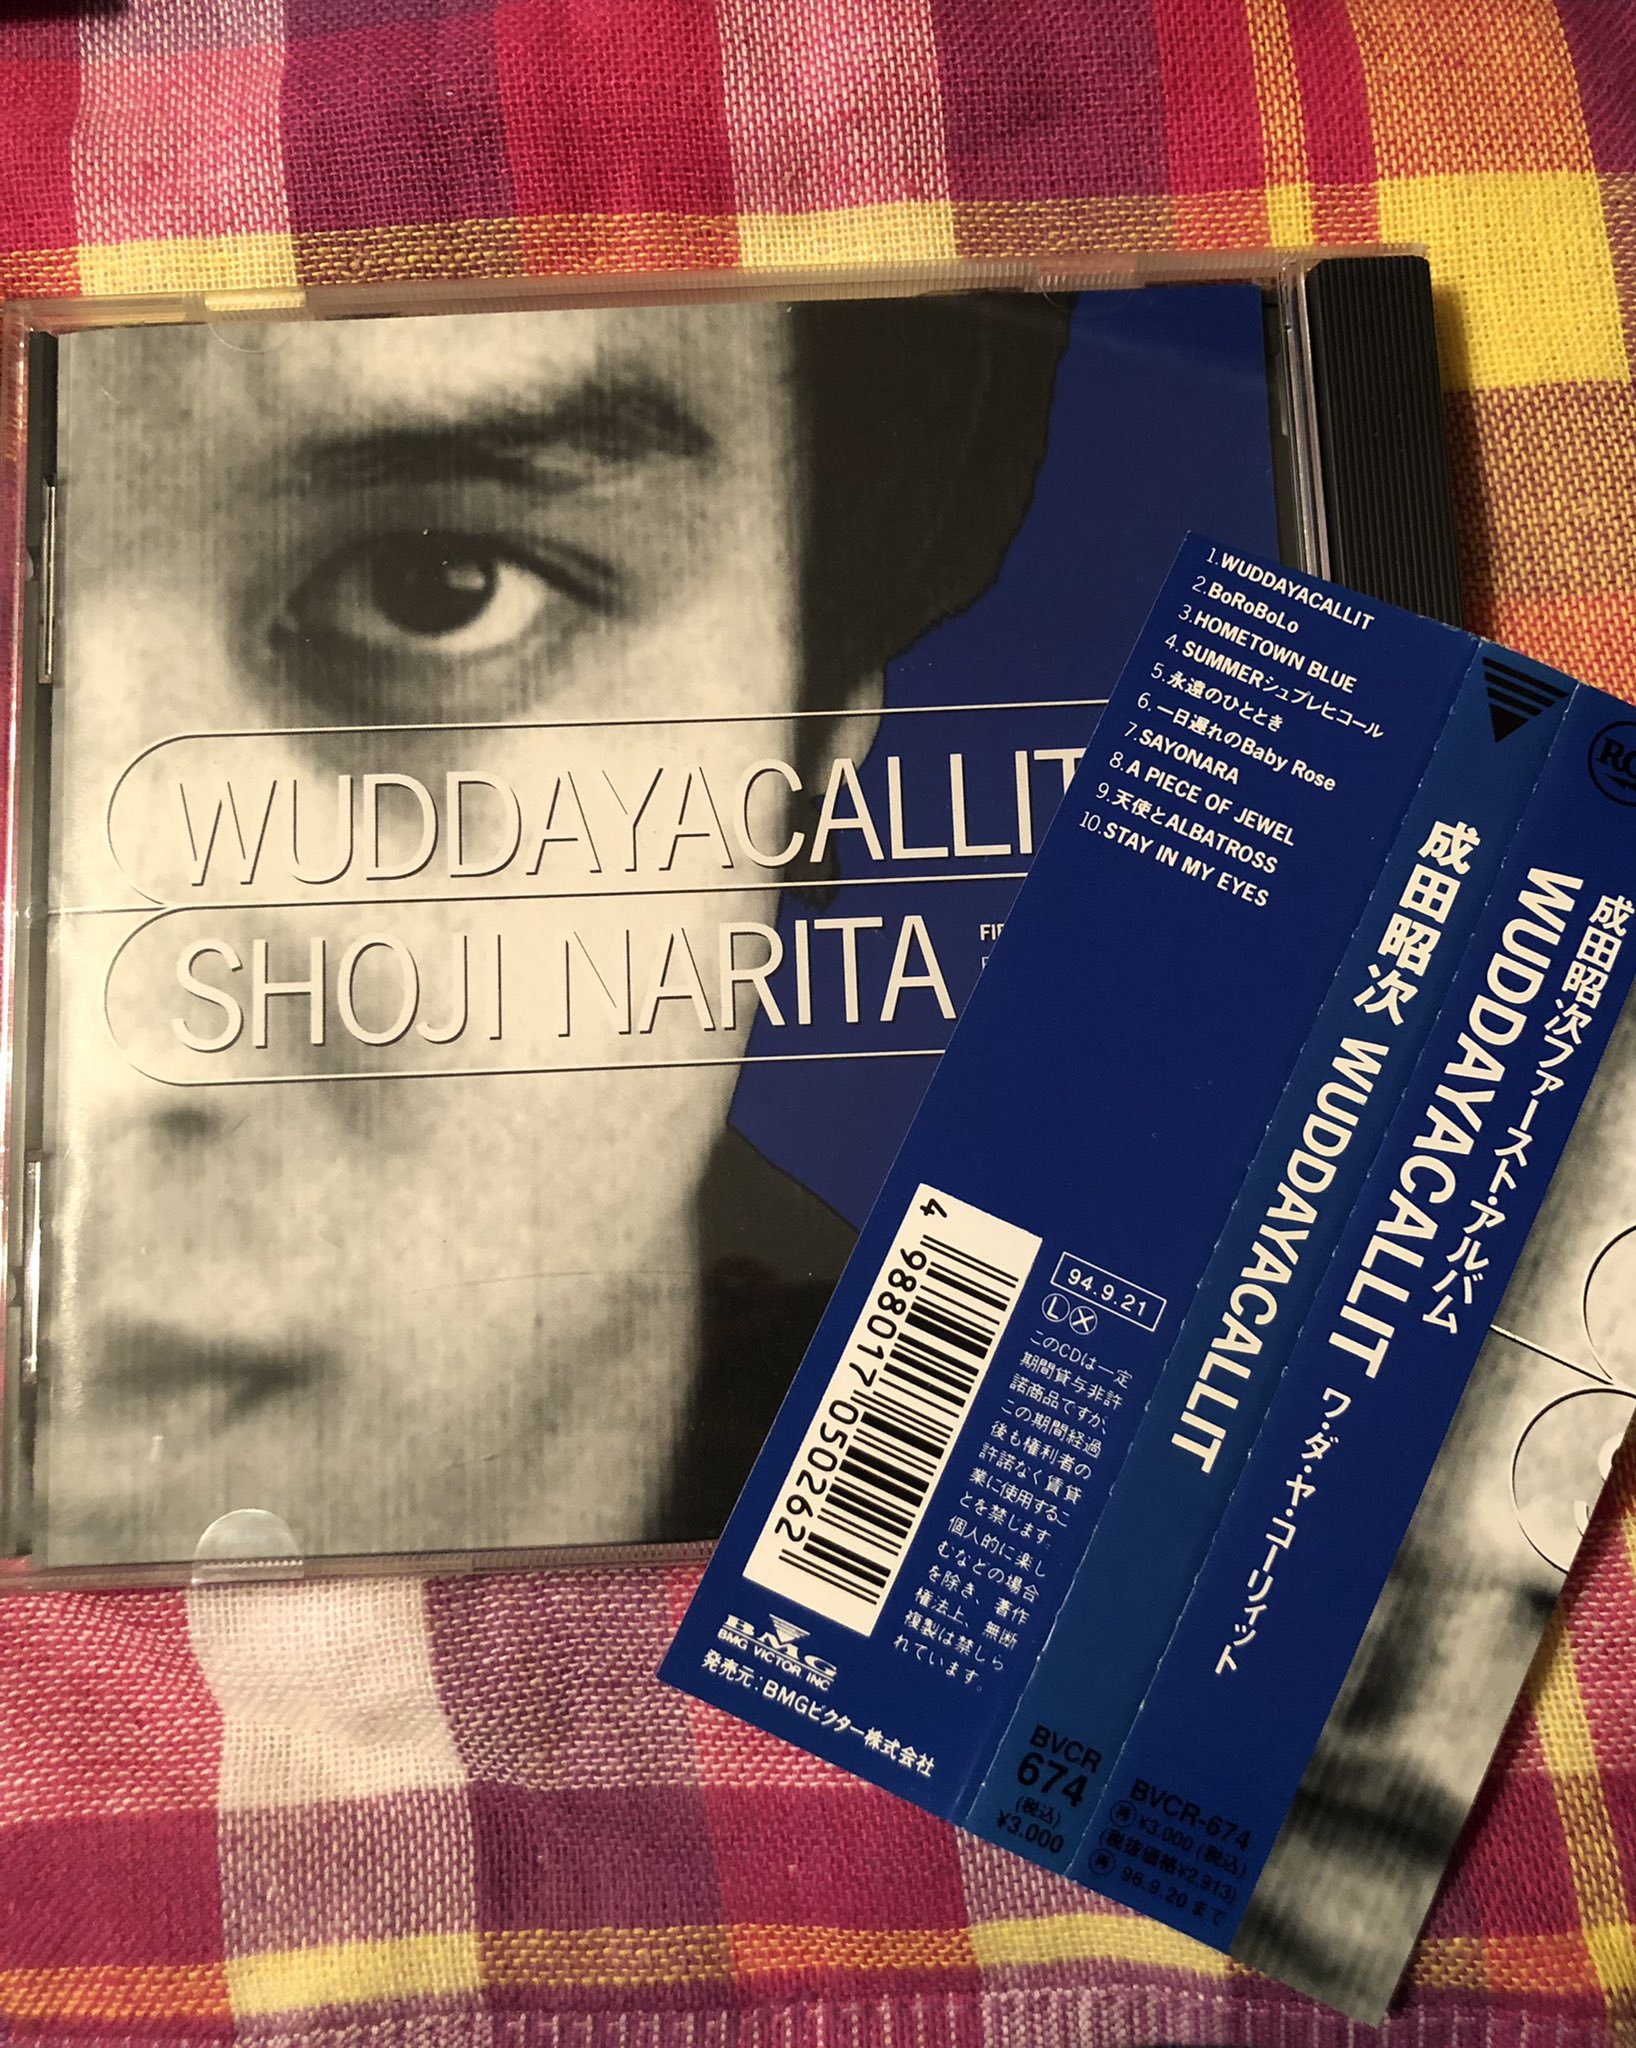 WUDDAYACALLIT
SHOJI NARITA
1.WUDDAYACALLIT
2.BoRoBoLo
3.HOMETOWN BLUE
4.SUMMERシュプレヒコール
5.永遠のひととき
6.一日遅れのBaby Rose
7.SAYONARA
8.A PIECE OF JEWEL
9.天使とALBATROSS
10.STAY IN MY EYES
4 988017 050262
94.9.21
L X
このCDは一定
期間貸与非許
諾商品ですが、
この期間経過
後も権利者の
許諾なく賃貸
業に使用するこ
とを禁じます。
個人的に楽し
むなどの場合
を除き、著作
権法上、無断
複製は禁じら
れています。
BMG
BMG VICTOR, INC.
発売元：BMGビクター株式会社
成田昭次 WUDDAYACALLIT
BVCR
674
(税込)
¥3.000
成田昭次ファースト・アルバム
WUDDAYACALLIT ワ・ダ・ヤ・コーリィット
BVCR-674
再¥3.000(税込)
(税抜価格¥2.913)
再96.9.20まで